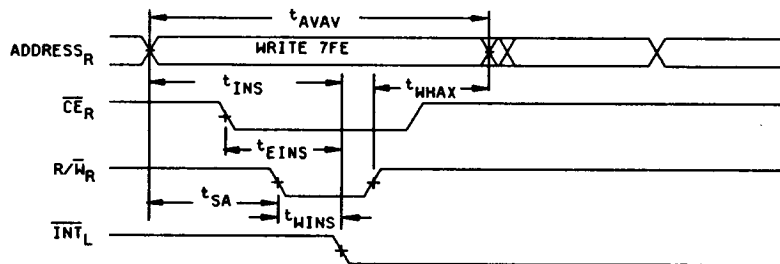 tAVAV
ADDRESSR WRITE 7FE
tINS tWHAX
CER
tEINS
R/WR
tSA tWINS
INTL